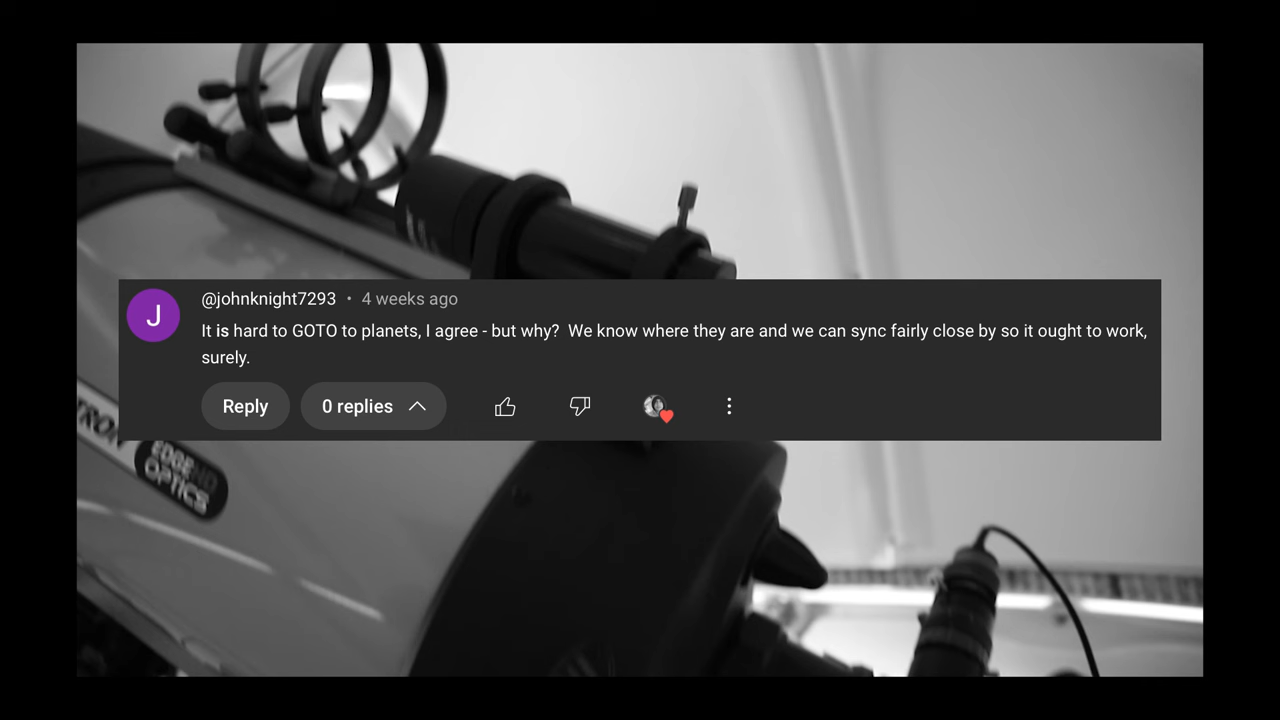 @johnknight7293 • 4 weeks ago
J
It is hard to GOTO to planets, I agree - but why?  We know where they are and we can sync fairly close by so it ought to work,
surely.
Reply
0 replies
TRON
EDGEHD
OPTICS